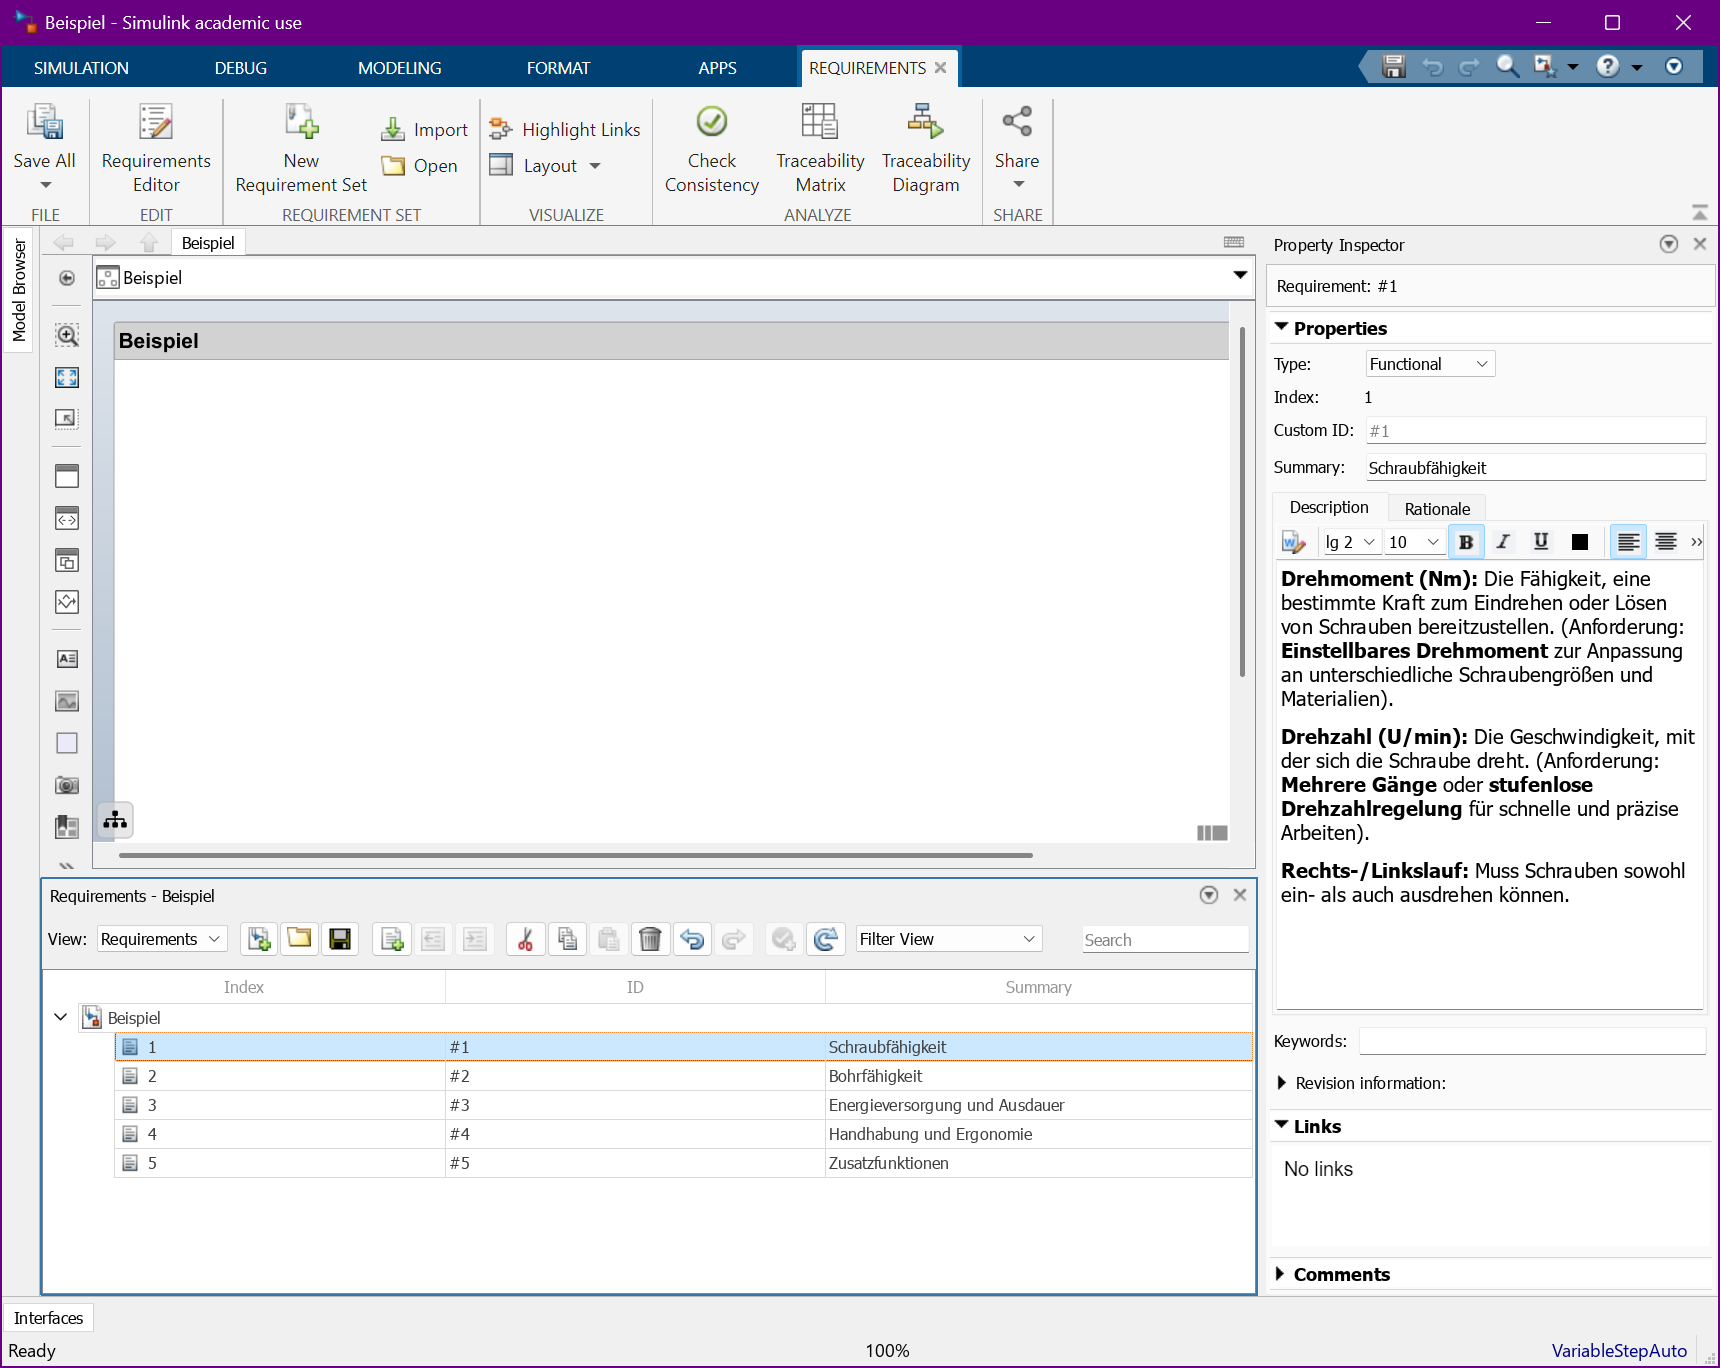 Beispiel - Simulink academic use
SIMULATION DEBUG MODELING FORMAT APPS REQUIREMENTS
Save All
Requirements Editor
New Requirement Set
Import
Open
Highlight Links
Layout
Check Consistency
Traceability Matrix
Traceability Diagram
Share
FILE EDIT REQUIREMENT SET VISUALIZE ANALYZE SHARE
Model Browser
Beispiel
Beispiel
Beispiel
Requirements - Beispiel
View: Requirements Filter View Search
Index ID Summary
Beispiel
1 #1 Schraubfähigkeit
2 #2 Bohrfähigkeit
3 #3 Energieversorgung und Ausdauer
4 #4 Handhabung und Ergonomie
5 #5 Zusatzfunktionen
Property Inspector
Requirement: #1
Properties
Type: Functional
Index: 1
Custom ID: #1
Summary: Schraubfähigkeit
Description Rationale
lg 2 10 B I U
Drehmoment (Nm): Die Fähigkeit, eine
bestimmte Kraft zum Eindrehen oder Lösen
von Schrauben bereitzustellen. (Anforderung:
Einstellbares Drehmoment zur Anpassung
an unterschiedliche Schraubengrößen und
Materialien).
Drehzahl (U/min): Die Geschwindigkeit, mit
der sich die Schraube dreht. (Anforderung:
Mehrere Gänge oder stufenlose
Drehzahlregelung für schnelle und präzise
Arbeiten).
Rechts-/Linkslauf: Muss Schrauben sowohl
ein- als auch ausdrehen können.
Keywords:
Revision information:
Links
No links
Comments
Interfaces
Ready 100% VariableStepAuto